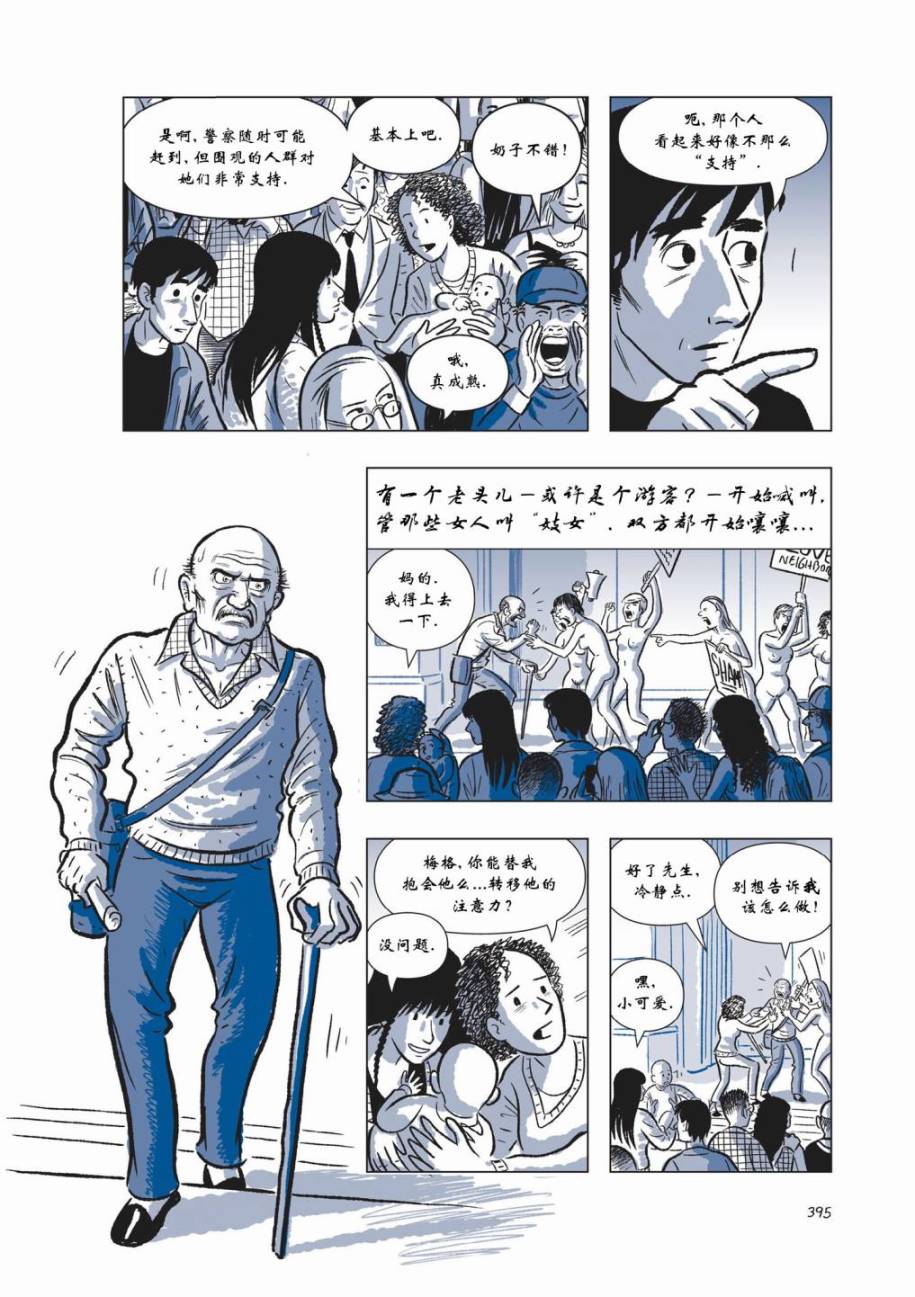 是啊, 警察随时可能
赶到, 但围观的人群对
她们非常支持.
基本上吧.
奶子不错!
哦,
真成熟.
呃, 那个人
看起来好像不那么
“支持”.
有一个老头儿—或许是个游客?—开始喊叫,
管那些女人叫“妓女”. 双方都开始嚷嚷...
妈的.
我得上去
一下.
LOVE
NEIGHBOR
SHAM
梅格, 你能替我
抱会他么...转移他的
注意力?
没问题.
好了先生,
冷静点.
别想告诉我
该怎么做!
嘿,
小可爱.
395